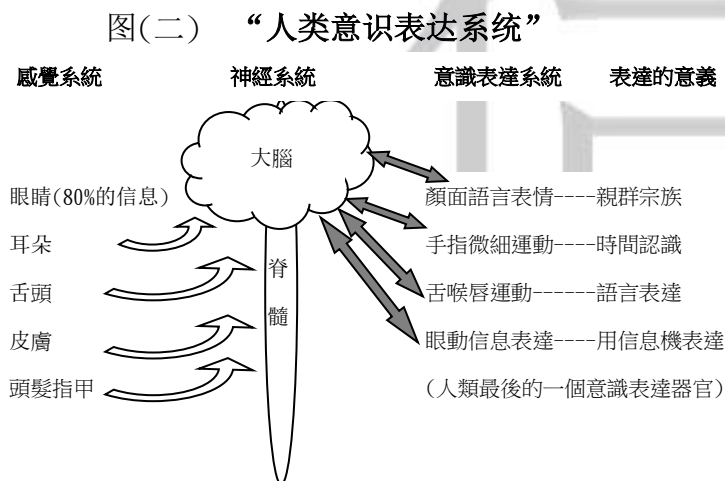 图(二) “人类意识表达系统”
感覺系統 神經系統 意識表達系統 表達的意義
大腦
眼睛(80%的信息) 顏面語言表情----親群宗族
耳朵 手指微細運動----時間認識
脊
舌頭 舌喉唇運動------語言表達
髓
皮膚 眼動信息表達----用信息機表達
頭髮指甲 (人類最後的一個意識表達器官)